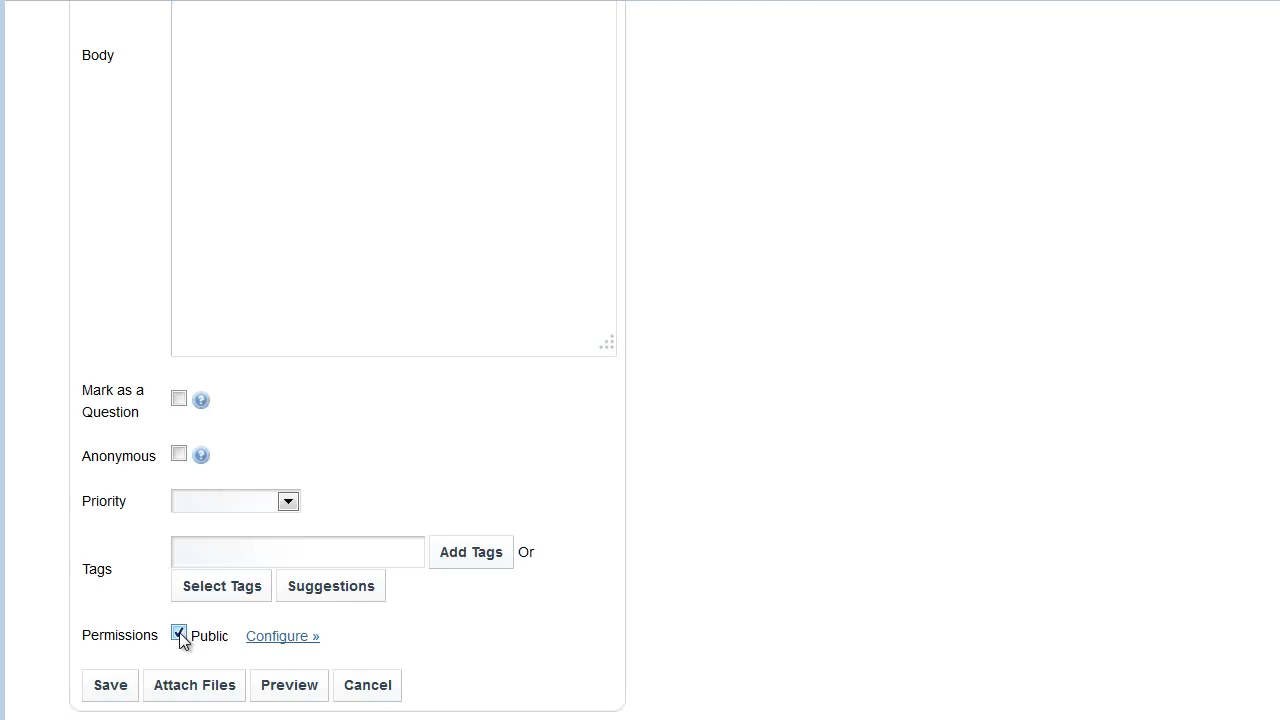 Body
Mark as a
Question
Anonymous
Priority
Add Tags Or
Tags
Select Tags Suggestions
Permissions Public Configure »
Save Attach Files Preview Cancel